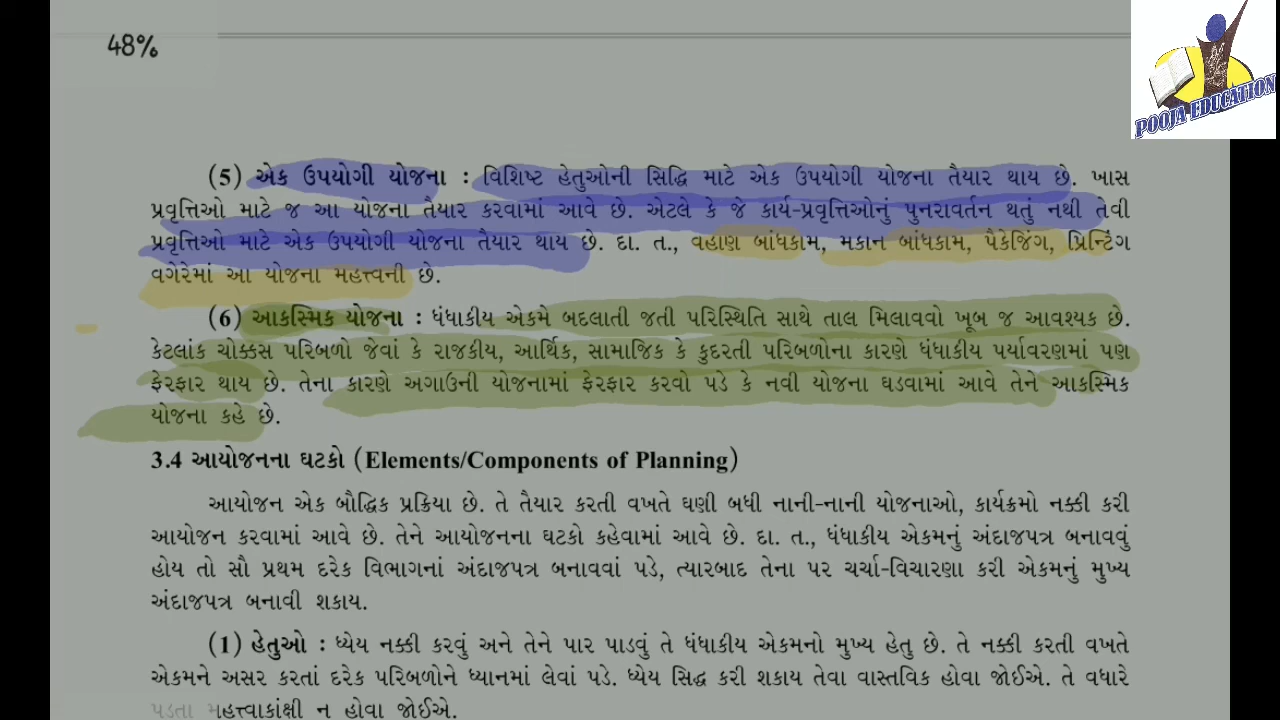 48%
POOJA EDUCATION
(5) એક ઉપયોગી યોજના : વિશિષ્ટ હેતુઓની સિદ્ધિ માટે એક ઉપયોગી યોજના તૈયાર થાય છે. ખાસ
પ્રવૃત્તિઓ માટે જ આ યોજના તૈયાર કરવામાં આવે છે. એટલે કે જે કાર્ય-પ્રવૃત્તિઓનું પુનરાવર્તન થતું નથી તેવી
પ્રવૃત્તિઓ માટે એક ઉપયોગી યોજના તૈયાર થાય છે. દા. ત., વહાણ બાંધકામ, મકાન બાંધકામ, પૅકેજિંગ, પ્રિન્ટિંગ
વગેરેમાં આ યોજના મહત્ત્વની છે.
(6) આકસ્મિક યોજના : ધંધાકીય એકમે બદલાતી જતી પરિસ્થિતિ સાથે તાલ મિલાવવો ખૂબ જ આવશ્યક છે.
કેટલાંક ચોક્કસ પરિબળો જેવાં કે રાજકીય, આર્થિક, સામાજિક કે કુદરતી પરિબળોના કારણે ધંધાકીય પર્યાવરણમાં પણ
ફેરફાર થાય છે. તેના કારણે અગાઉની યોજનામાં ફેરફાર કરવો પડે કે નવી યોજના ઘડવામાં આવે તેને આકસ્મિક
યોજના કહે છે.
3.4 આયોજનના ઘટકો (Elements/Components of Planning)
આયોજન એક બૌદ્ધિક પ્રક્રિયા છે. તે તૈયાર કરતી વખતે ઘણી બધી નાની-નાની યોજનાઓ, કાર્યક્રમો નક્કી કરી
આયોજન કરવામાં આવે છે. તેને આયોજનના ઘટકો કહેવામાં આવે છે. દા. ત., ધંધાકીય એકમનું અંદાજપત્ર બનાવવું
હોય તો સૌ પ્રથમ દરેક વિભાગનાં અંદાજપત્ર બનાવવાં પડે, ત્યારબાદ તેના પર ચર્ચા-વિચારણા કરી એકમનું મુખ્ય
અંદાજપત્ર બનાવી શકાય.
(1) હેતુઓ : ધ્યેય નક્કી કરવું અને તેને પાર પાડવું તે ધંધાકીય એકમનો મુખ્ય હેતુ છે. તે નક્કી કરતી વખતે
એકમને અસર કરતાં દરેક પરિબળોને ધ્યાનમાં લેવાં પડે. ધ્યેય સિદ્ધ કરી શકાય તેવા વાસ્તવિક હોવા જોઈએ. તે વધારે
પડતા મહત્ત્વાકાંક્ષી ન હોવા જોઈએ.